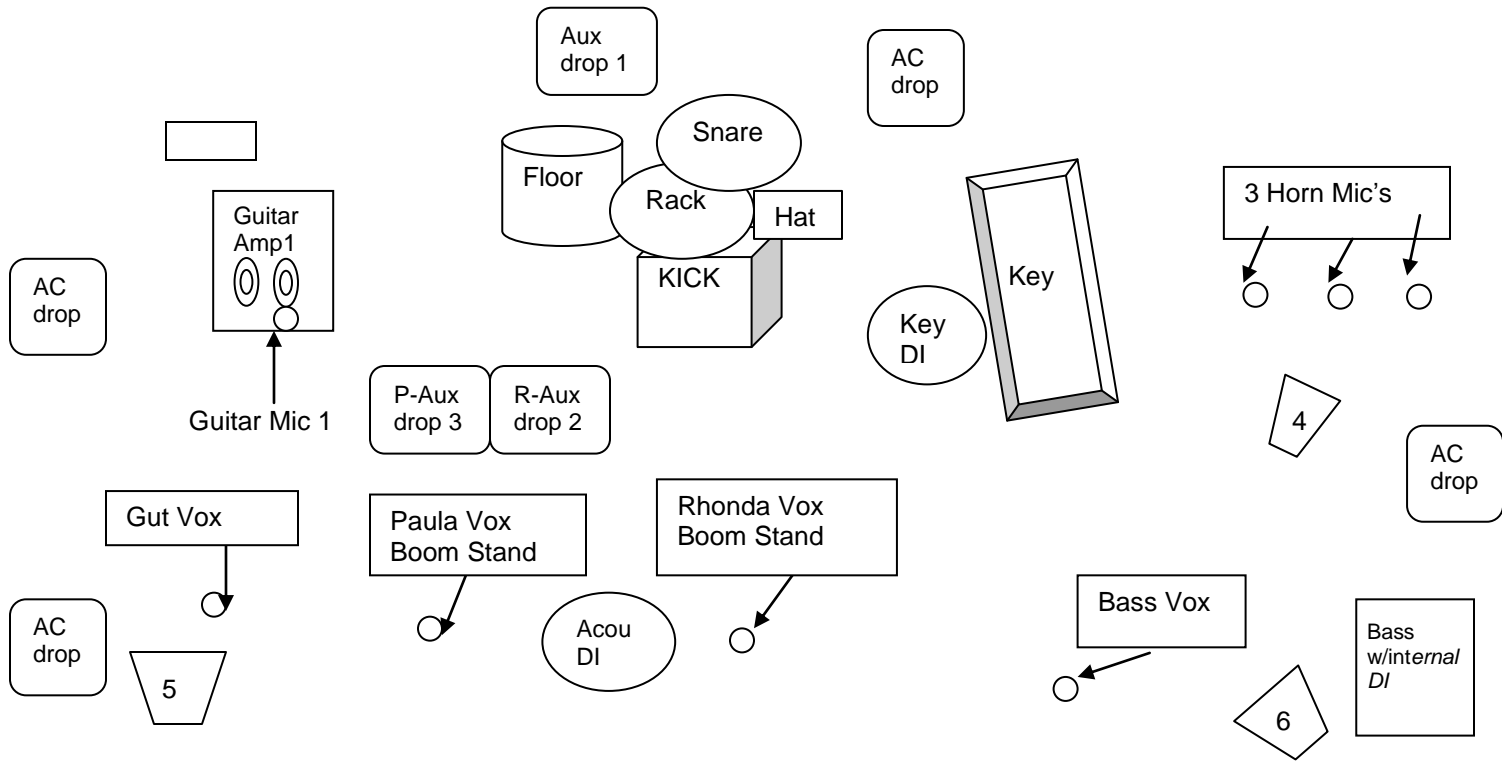 Aux
drop 1
AC
drop
Snare
Floor
Rack
Hat
3 Horn Mic's
Guitar
Amp1
KICK
Key
AC
drop
Key
DI
Guitar Mic 1
P-Aux
drop 3
R-Aux
drop 2
4
AC
drop
Gut Vox
Paula Vox
Boom Stand
Rhonda Vox
Boom Stand
Bass Vox
AC
drop
Acou
DI
Bass
w/internal
DI
5
6